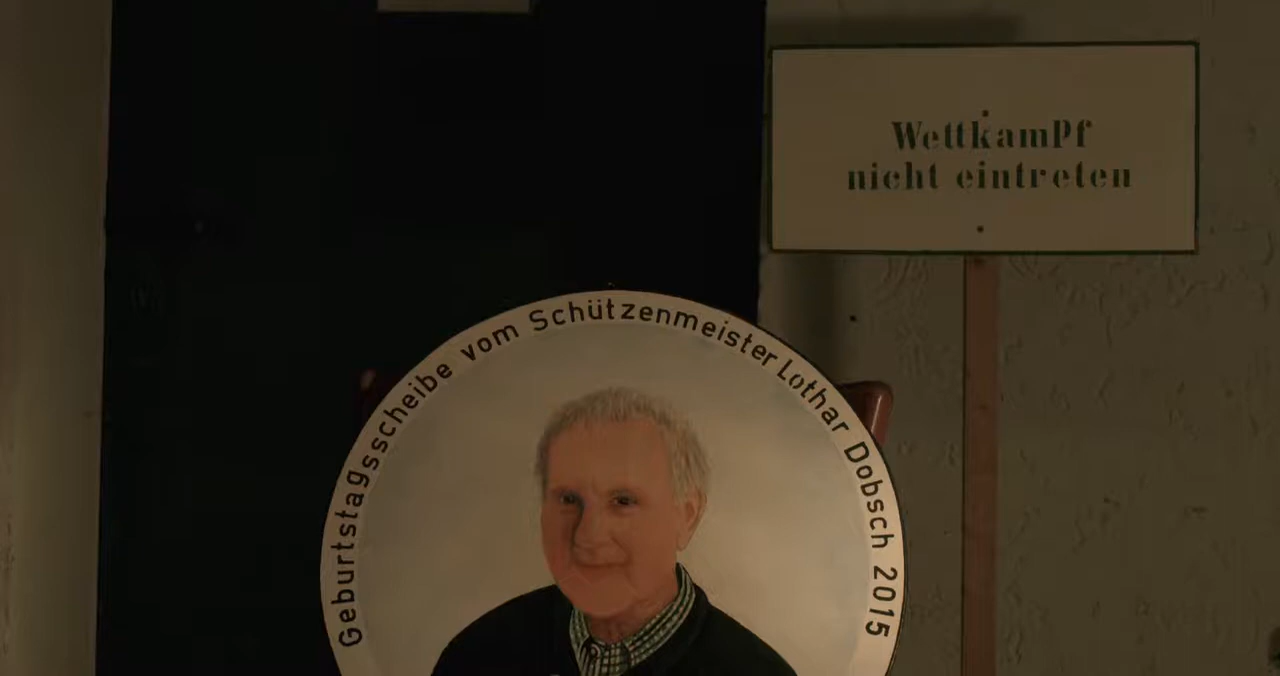 WettkamPf
nicht eintreten
Geburtstagsscheibe vom Schützenmeister Lothar Dobsch 2015